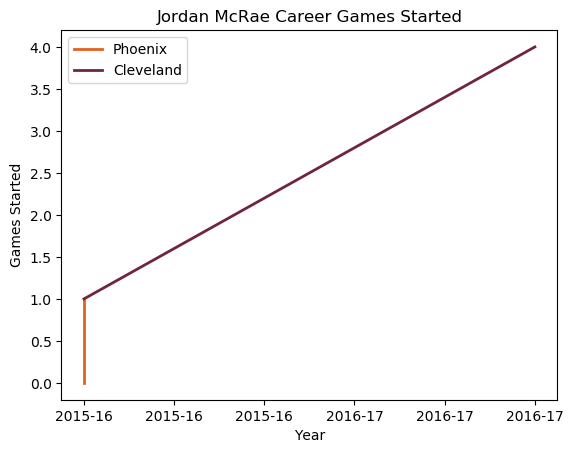 Jordan McRae Career Games Started
Phoenix
Cleveland
4.0
3.5
3.0
2.5
2.0
1.5
1.0
0.5
0.0
Games Started
2015-16 2015-16 2015-16 2016-17 2016-17 2016-17
Year